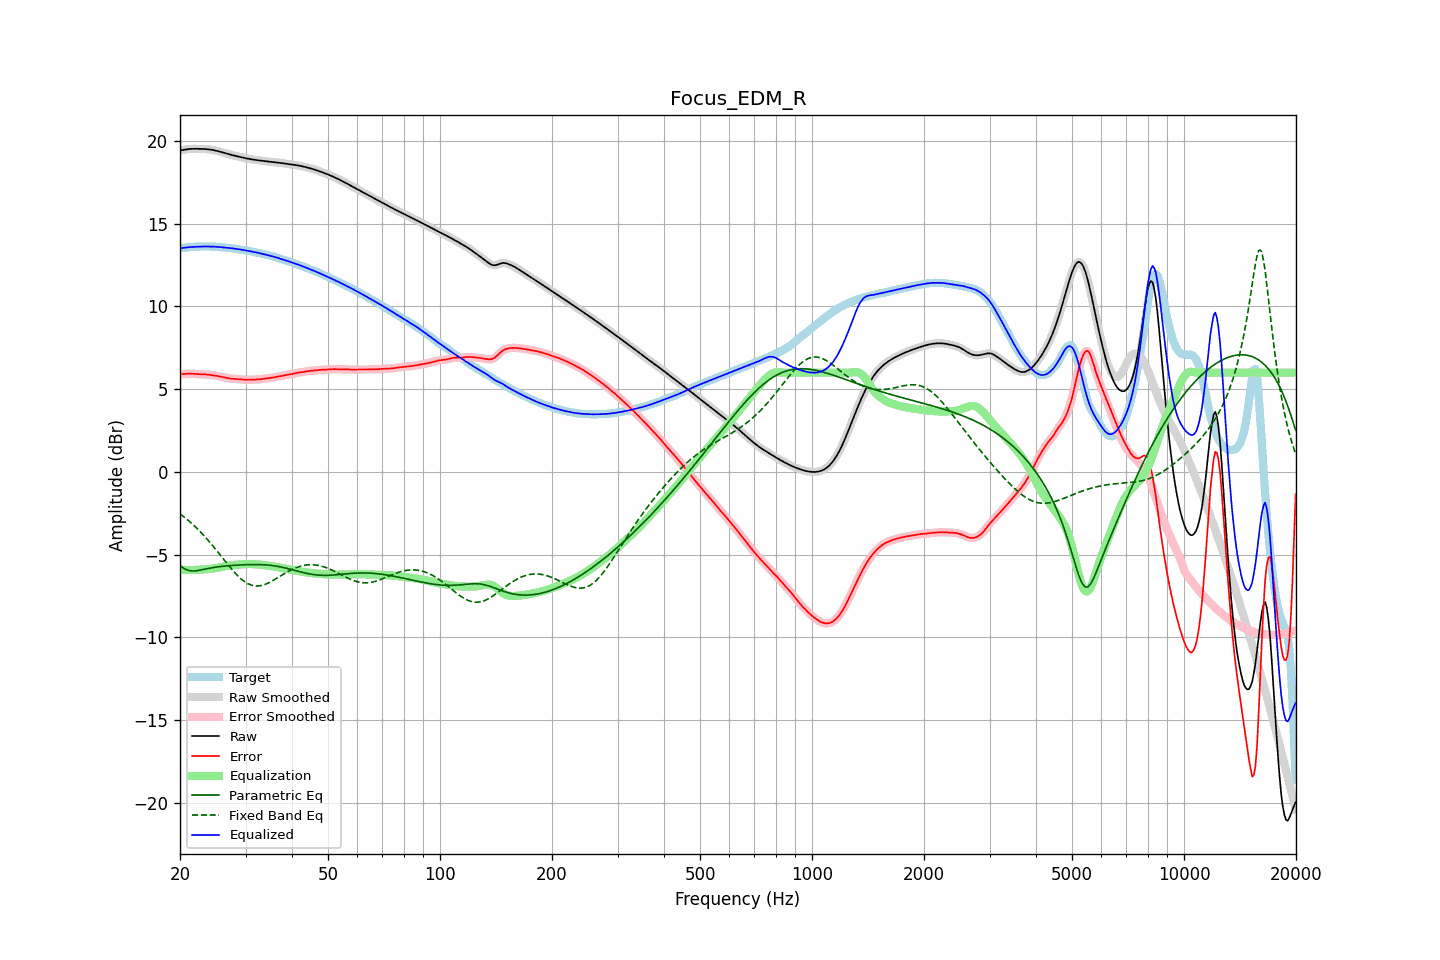 Focus_EDM_R
Amplitude (dBr)
20
15
10
5
0
−5
−10
−15
−20
Target
Raw Smoothed
Error Smoothed
Raw
Error
Equalization
Parametric Eq
Fixed Band Eq
Equalized
20 50 100 200 500 1000 2000 5000 10000 20000
Frequency (Hz)